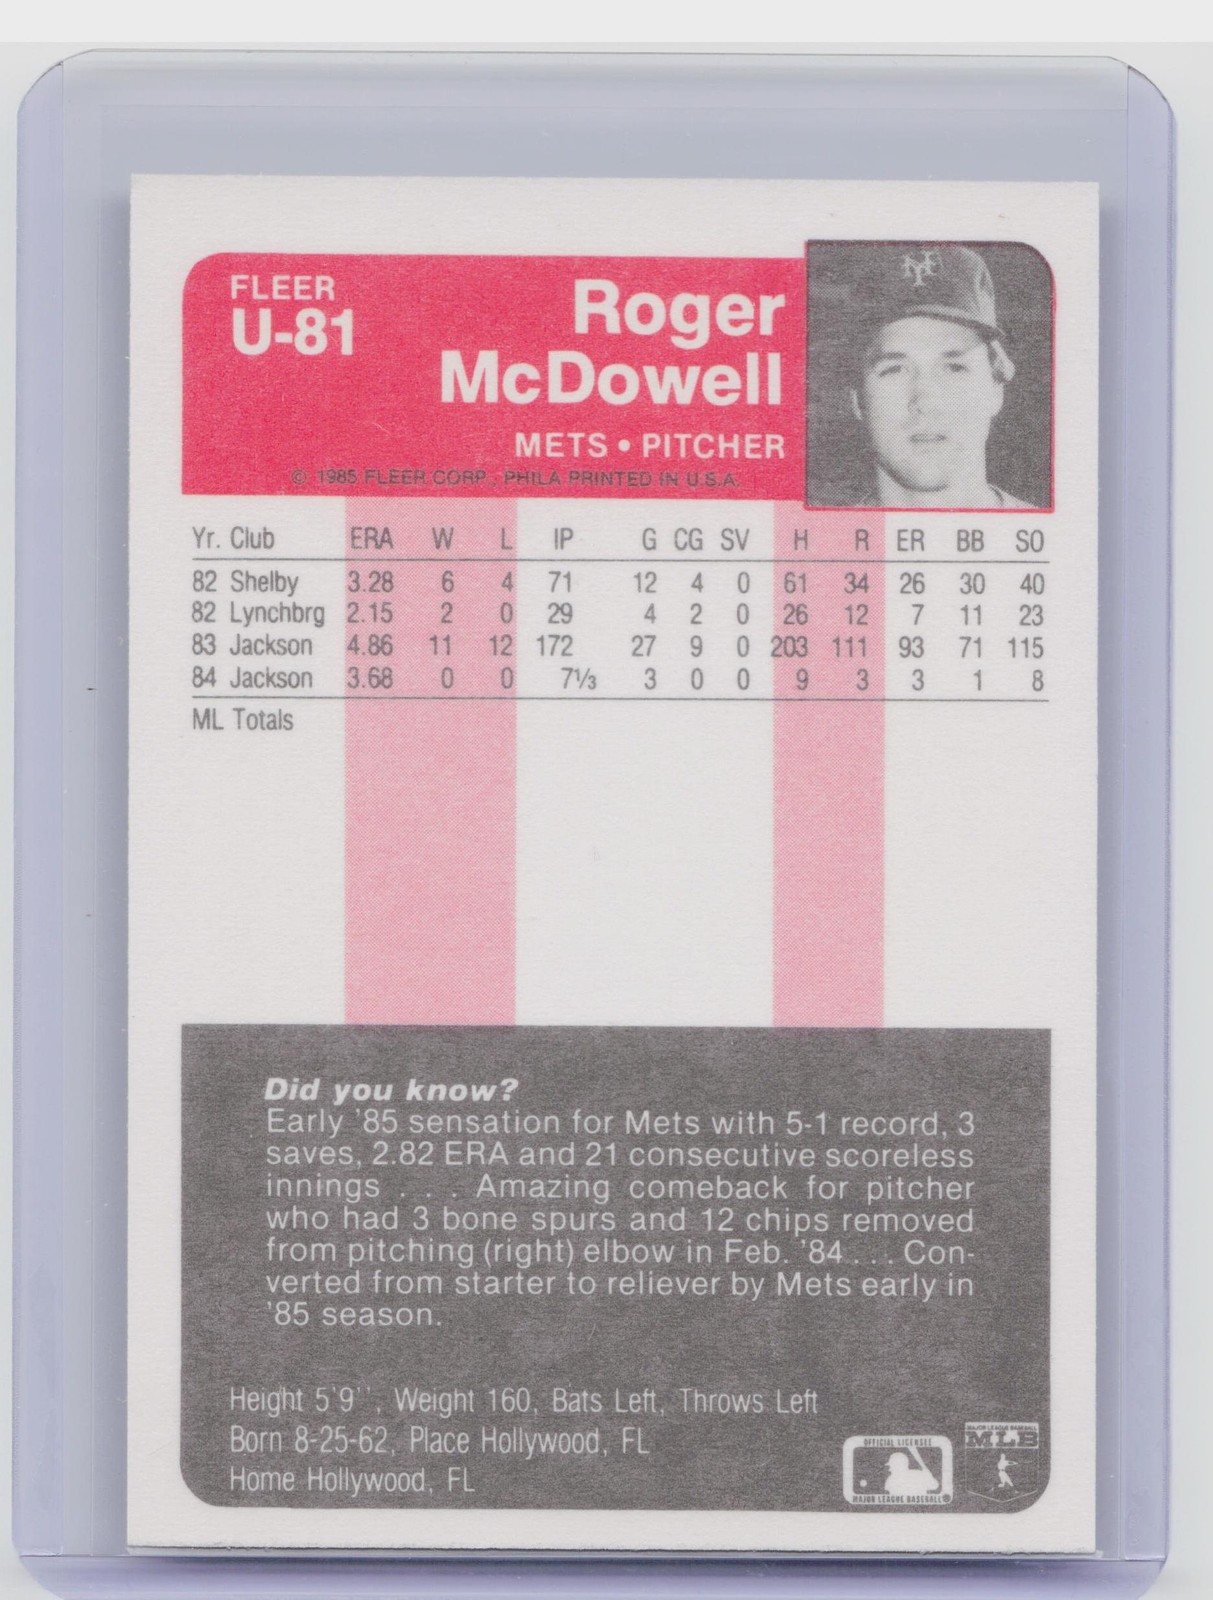 FLEER
U-81
Roger
McDowell
METS • PITCHER
© 1985 FLEER CORP., PHILA PRINTED IN U.S.A.
Yr. Club ERA W L IP G CG SV H R ER BB SO
82 Shelby 3.28 6 4 71 12 4 0 61 34 26 30 40
82 Lynchbrg 2.15 2 0 29 4 2 0 26 12 7 11 23
83 Jackson 4.86 11 12 172 27 9 0 203 111 93 71 115
84 Jackson 3.68 0 0 7⅓ 3 0 0 9 3 3 1 8
ML Totals
Did you know?
Early '85 sensation for Mets with 5-1 record, 3
saves, 2.82 ERA and 21 consecutive scoreless
innings . . . Amazing comeback for pitcher
who had 3 bone spurs and 12 chips removed
from pitching (right) elbow in Feb. '84 . . . Con-
verted from starter to reliever by Mets early in
'85 season.
Height 5'9'', Weight 160, Bats Left, Throws Left
Born 8-25-62, Place Hollywood, FL
Home Hollywood, FL
OFFICIAL LICENSEE
MAJOR LEAGUE BASEBALL®
MAJOR LEAGUE BASEBALL
MLB